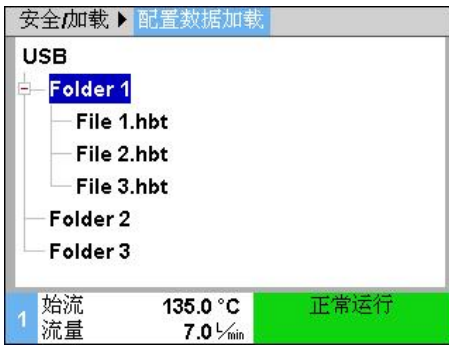 安全/加载 ▶ 配置数据加载
USB
Folder 1
File 1.hbt
File 2.hbt
File 3.hbt
Folder 2
Folder 3
1 始流 135.0 °C 正常运行
流量 7.0 L/min